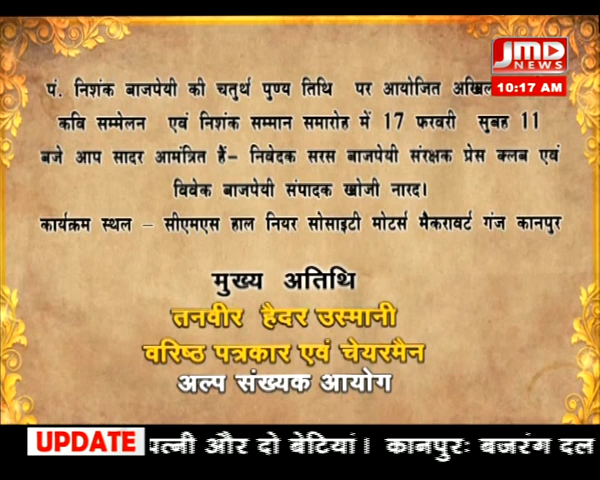 JMD
NEWS
10:17 AM
पं. निशंक बाजपेयी की चतुर्थ पुण्य तिथि पर आयोजित
कवि सम्मेलन एवं निशंक सम्मान समारोह में 17 फरवरी सुबह 11
बजे आप सादर आमंत्रित हैं- निवेदक सरस बाजपेयी संरक्षक प्रेस क्लब एवं
विवेक बाजपेयी संपादक खोजी नारद।
कार्यक्रम स्थल - सीएमएस हाल नियर सोसाइटी मोटर्स मैकरावर्ट गंज कानपुर
मुख्य अतिथि
तनवीर हैदर उस्मानी
वरिष्ठ पत्रकार एवं चेयरमैन
अल्प संख्यक आयोग
UPDATE पत्नी और दो बेटियां। कानपुरः बजरंग दल